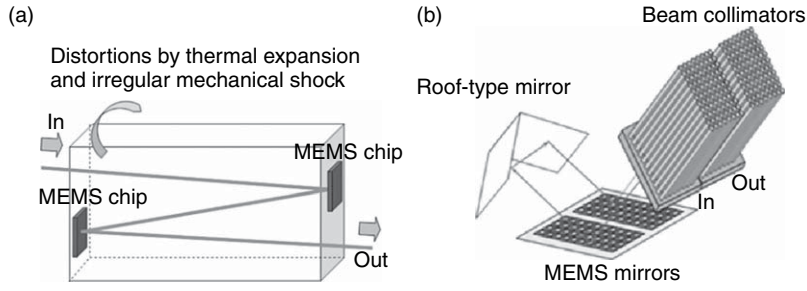 (a)
Distortions by thermal expansion
and irregular mechanical shock
In
MEMS chip
MEMS chip
Out
(b)
Beam collimators
Roof-type mirror
Out
In
MEMS mirrors